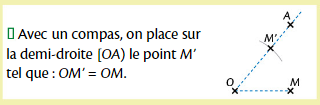 ▯ Avec un compas, on place sur
la demi-droite [OA) le point M’
tel que : OM’ = OM.
A
M’
O
M